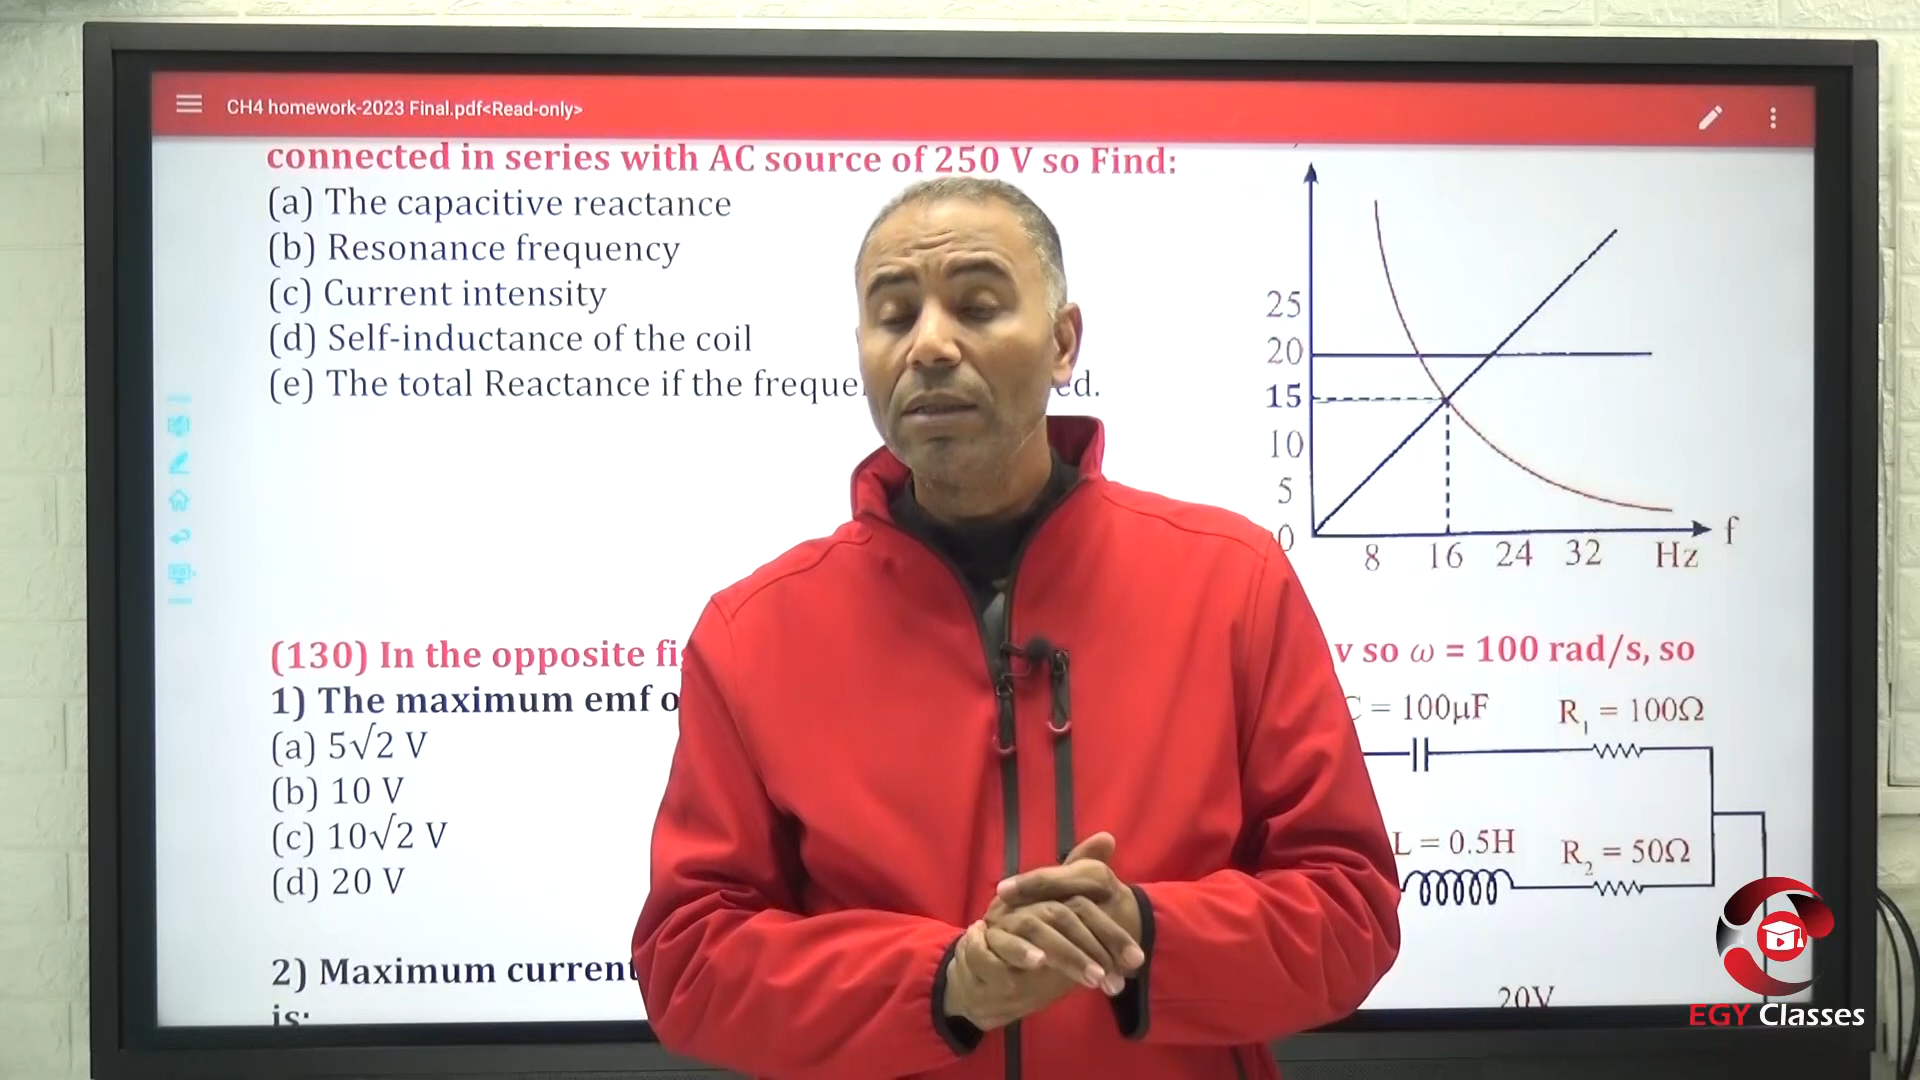 CH4 homework-2023 Final.pdf<Read-only>
connected in series with AC source of 250 V so Find:
(a) The capacitive reactance
(b) Resonance frequency
(c) Current intensity
(d) Self-inductance of the coil
(e) The total Reactance if the
25
20
15
10
5
0
8 16 24 32 Hz
f
(130) In the opposite
v so ω = 100 rad/s, so
1) The maximum emf
(a) 5√2 V
(b) 10 V
(c) 10√2 V
(d) 20 V
= 100μF R₁ = 100Ω
L = 0.5H R₂ = 50Ω
20V
2) Maximum current
is:
EGY Classes